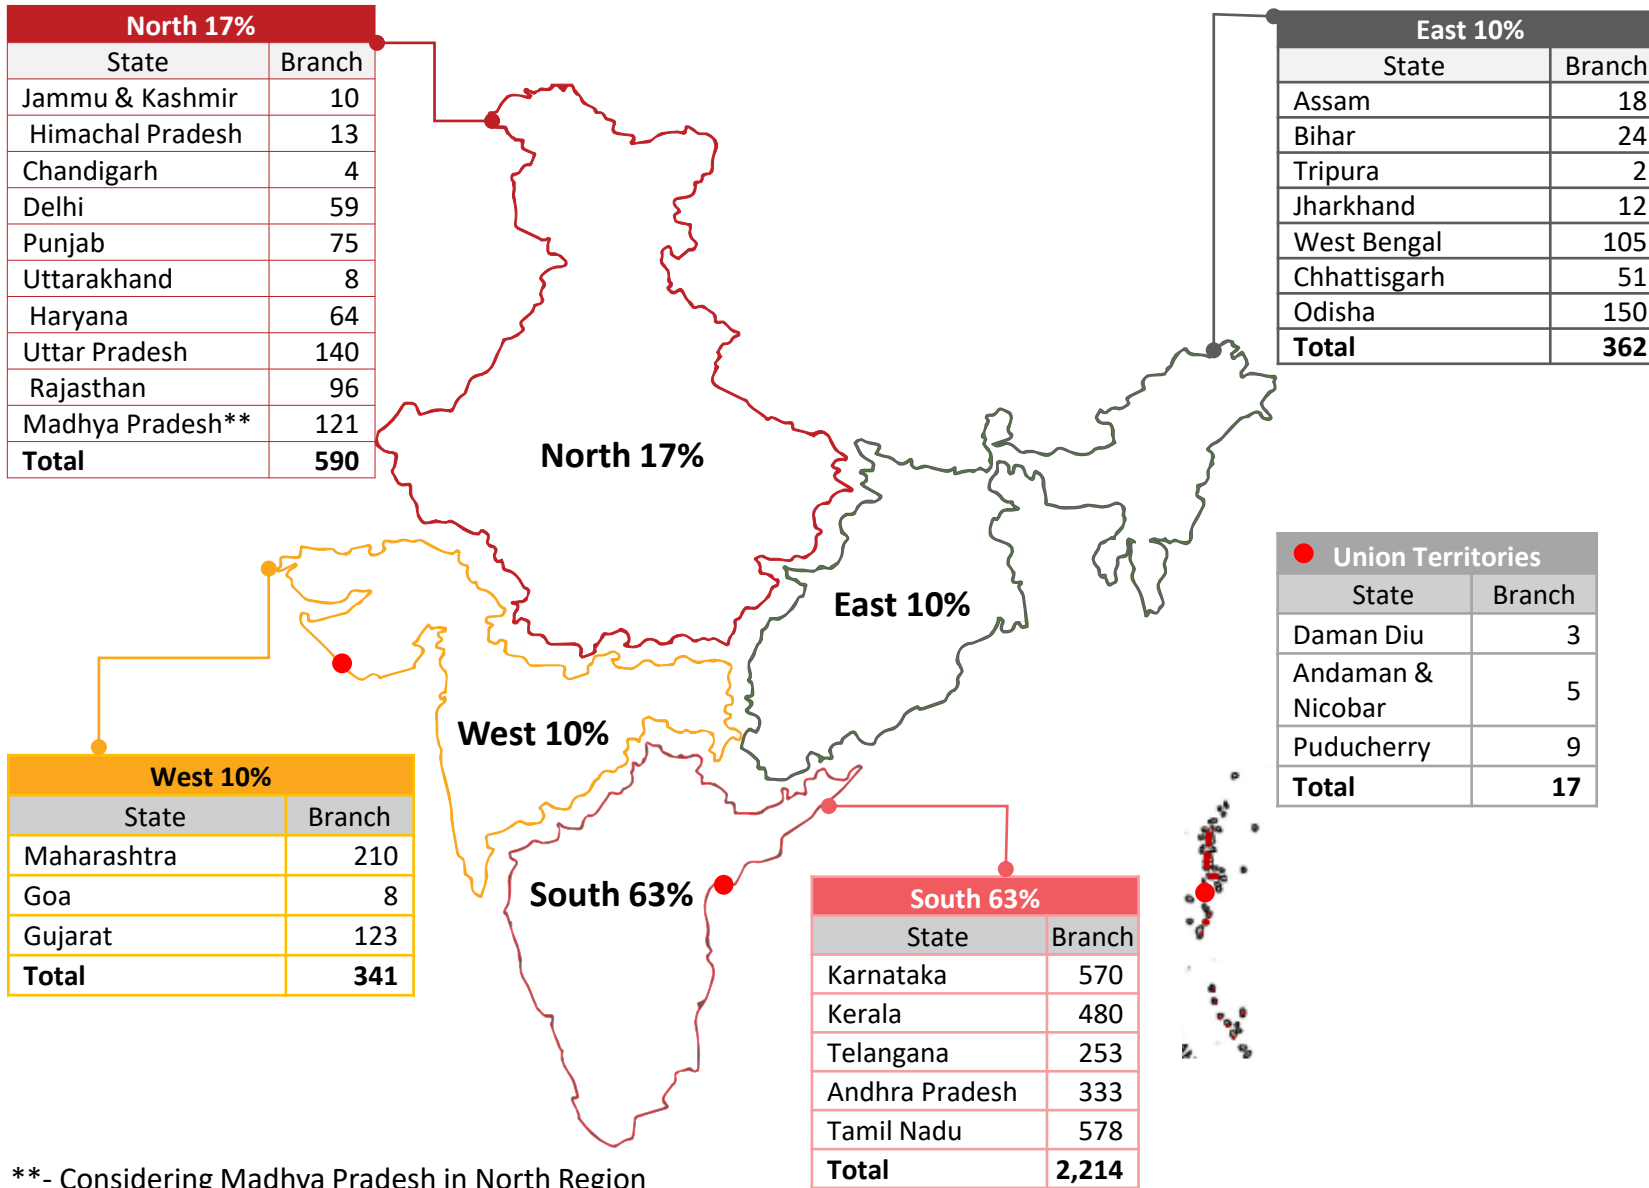 North 17%
State Branch
Jammu & Kashmir 10
Himachal Pradesh 13
Chandigarh 4
Delhi 59
Punjab 75
Uttarakhand 8
Haryana 64
Uttar Pradesh 140
Rajasthan 96
Madhya Pradesh** 121
Total 590
East 10%
State Branch
Assam 18
Bihar 24
Tripura 2
Jharkhand 12
West Bengal 105
Chhattisgarh 51
Odisha 150
Total 362
North 17%
East 10%
West 10%
South 63%
Union Territories
State Branch
Daman Diu 3
Andaman &
Nicobar 5
Puducherry 9
Total 17
West 10%
State Branch
Maharashtra 210
Goa 8
Gujarat 123
Total 341
South 63%
State Branch
Karnataka 570
Kerala 480
Telangana 253
Andhra Pradesh 333
Tamil Nadu 578
Total 2,214
**- Considering Madhya Pradesh in North Region